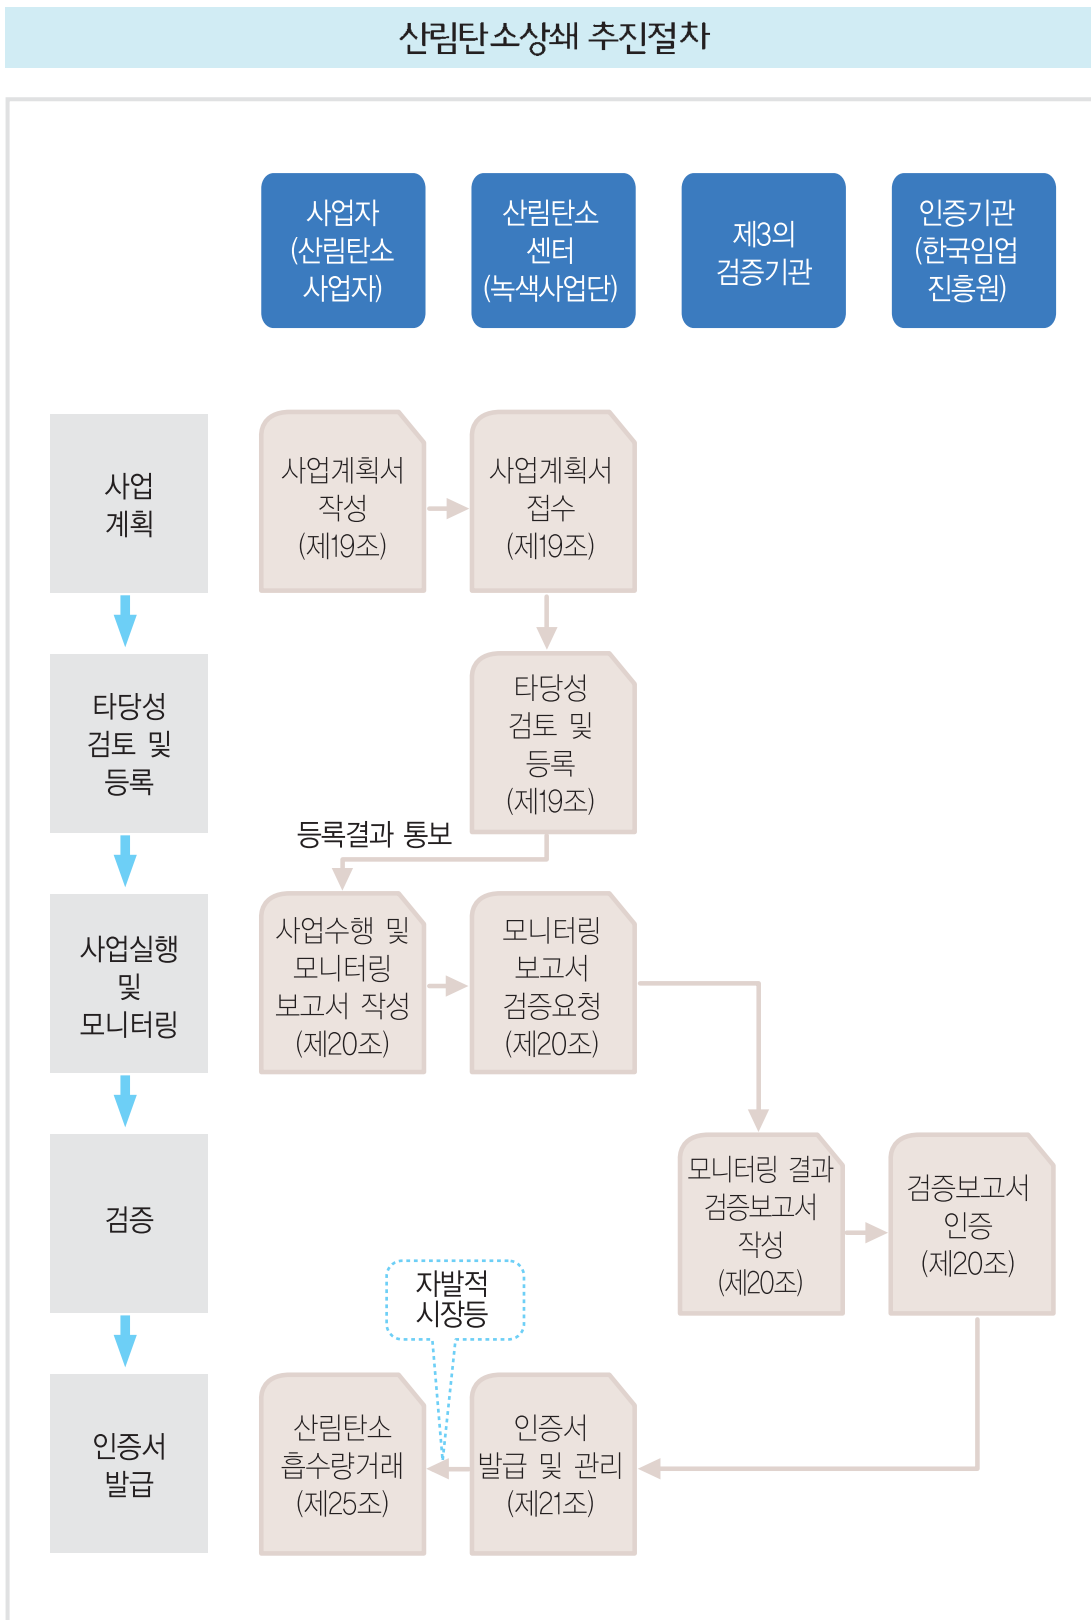 산림탄소상쇄 추진절차
사업자
(산림탄소
사업자)
산림탄소
센터
(녹색사업단)
제3의
검증기관
인증기관
(한국임업
진흥원)
사업
계획
사업계획서
작성
(제19조)
사업계획서
접수
(제19조)
타당성
검토 및
등록
타당성
검토 및
등록
(제19조)
등록결과 통보
사업실행
및
모니터링
사업수행 및
모니터링
보고서 작성
(제20조)
모니터링
보고서
검증요청
(제20조)
검증
모니터링 결과
검증보고서
작성
(제20조)
검증보고서
인증
(제20조)
자발적
시장등
인증서
발급
산림탄소
흡수량거래
(제25조)
인증서
발급 및 관리
(제21조)